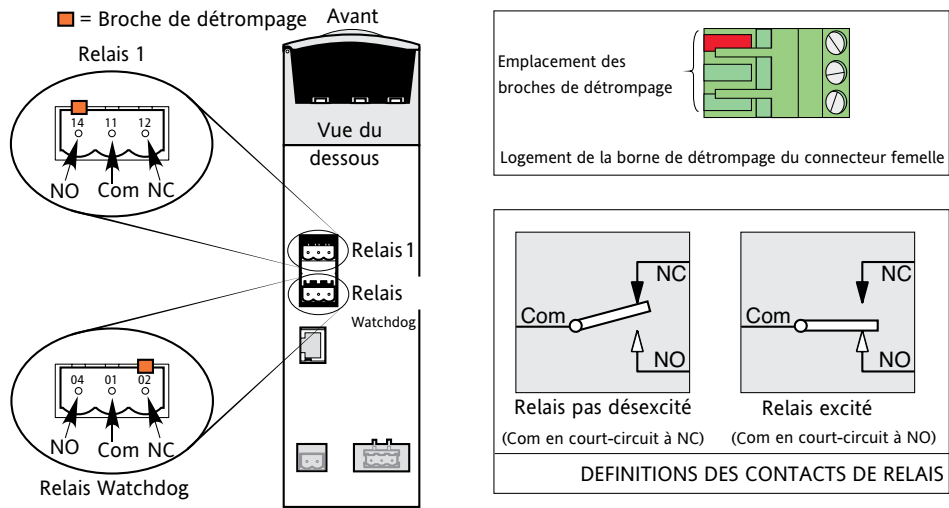 = Broche de détrompage
Avant
Relais 1
14 11 12
NO Com NC
Vue du
dessous
Relais 1
Relais
Watchdog
04 01 02
NO Com NC
Relais Watchdog
Emplacement des
broches de détrompage
Logement de la borne de détrompage du connecteur femelle
NC
Com
NO
Relais pas désexcité
(Com en court-circuit à NC)
NC
Com
NO
Relais excité
(Com en court-circuit à NO)
DEFINITIONS DES CONTACTS DE RELAIS